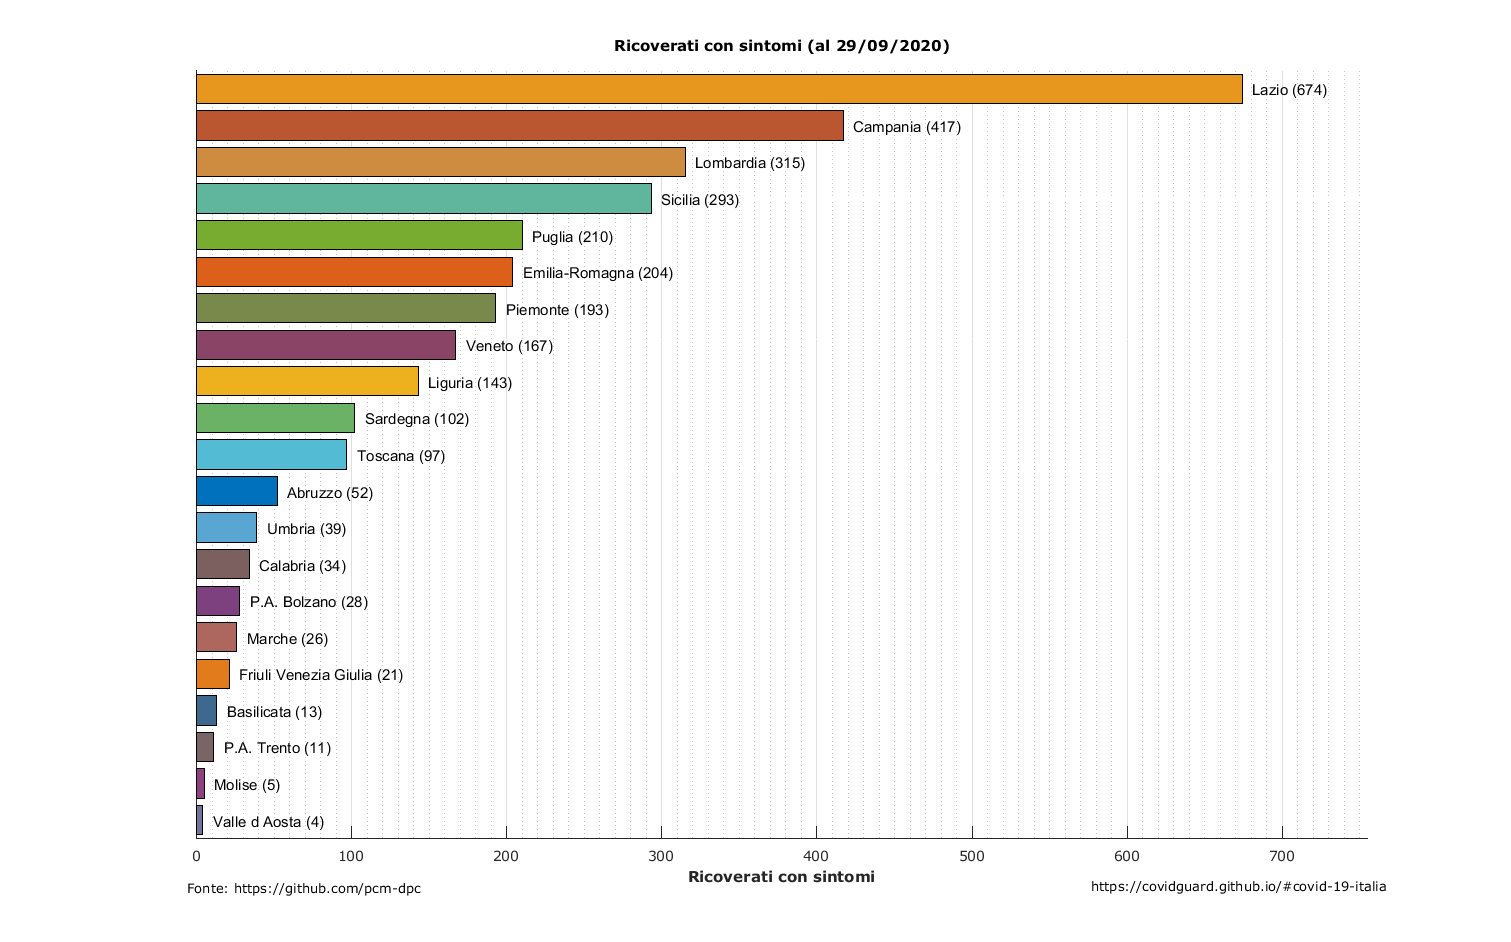 Ricoverati con sintomi (al 29/09/2020)
Lazio (674)
Campania (417)
Lombardia (315)
Sicilia (293)
Puglia (210)
Emilia-Romagna (204)
Piemonte (193)
Veneto (167)
Liguria (143)
Sardegna (102)
Toscana (97)
Abruzzo (52)
Umbria (39)
Calabria (34)
P.A. Bolzano (28)
Marche (26)
Friuli Venezia Giulia (21)
Basilicata (13)
P.A. Trento (11)
Molise (5)
Valle d Aosta (4)
0 100 200 300 400 500 600 700
Ricoverati con sintomi
Fonte: https://github.com/pcm-dpc
https://covidguard.github.io/#covid-19-italia